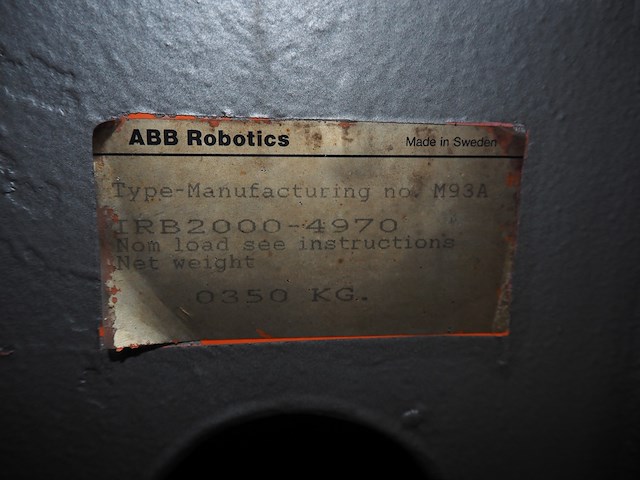 ABB Robotics Made in Sweden
Type-Manufacturing no. M93A
IRB2000-4970
Nom load see instructions
Net weight
0350 KG.